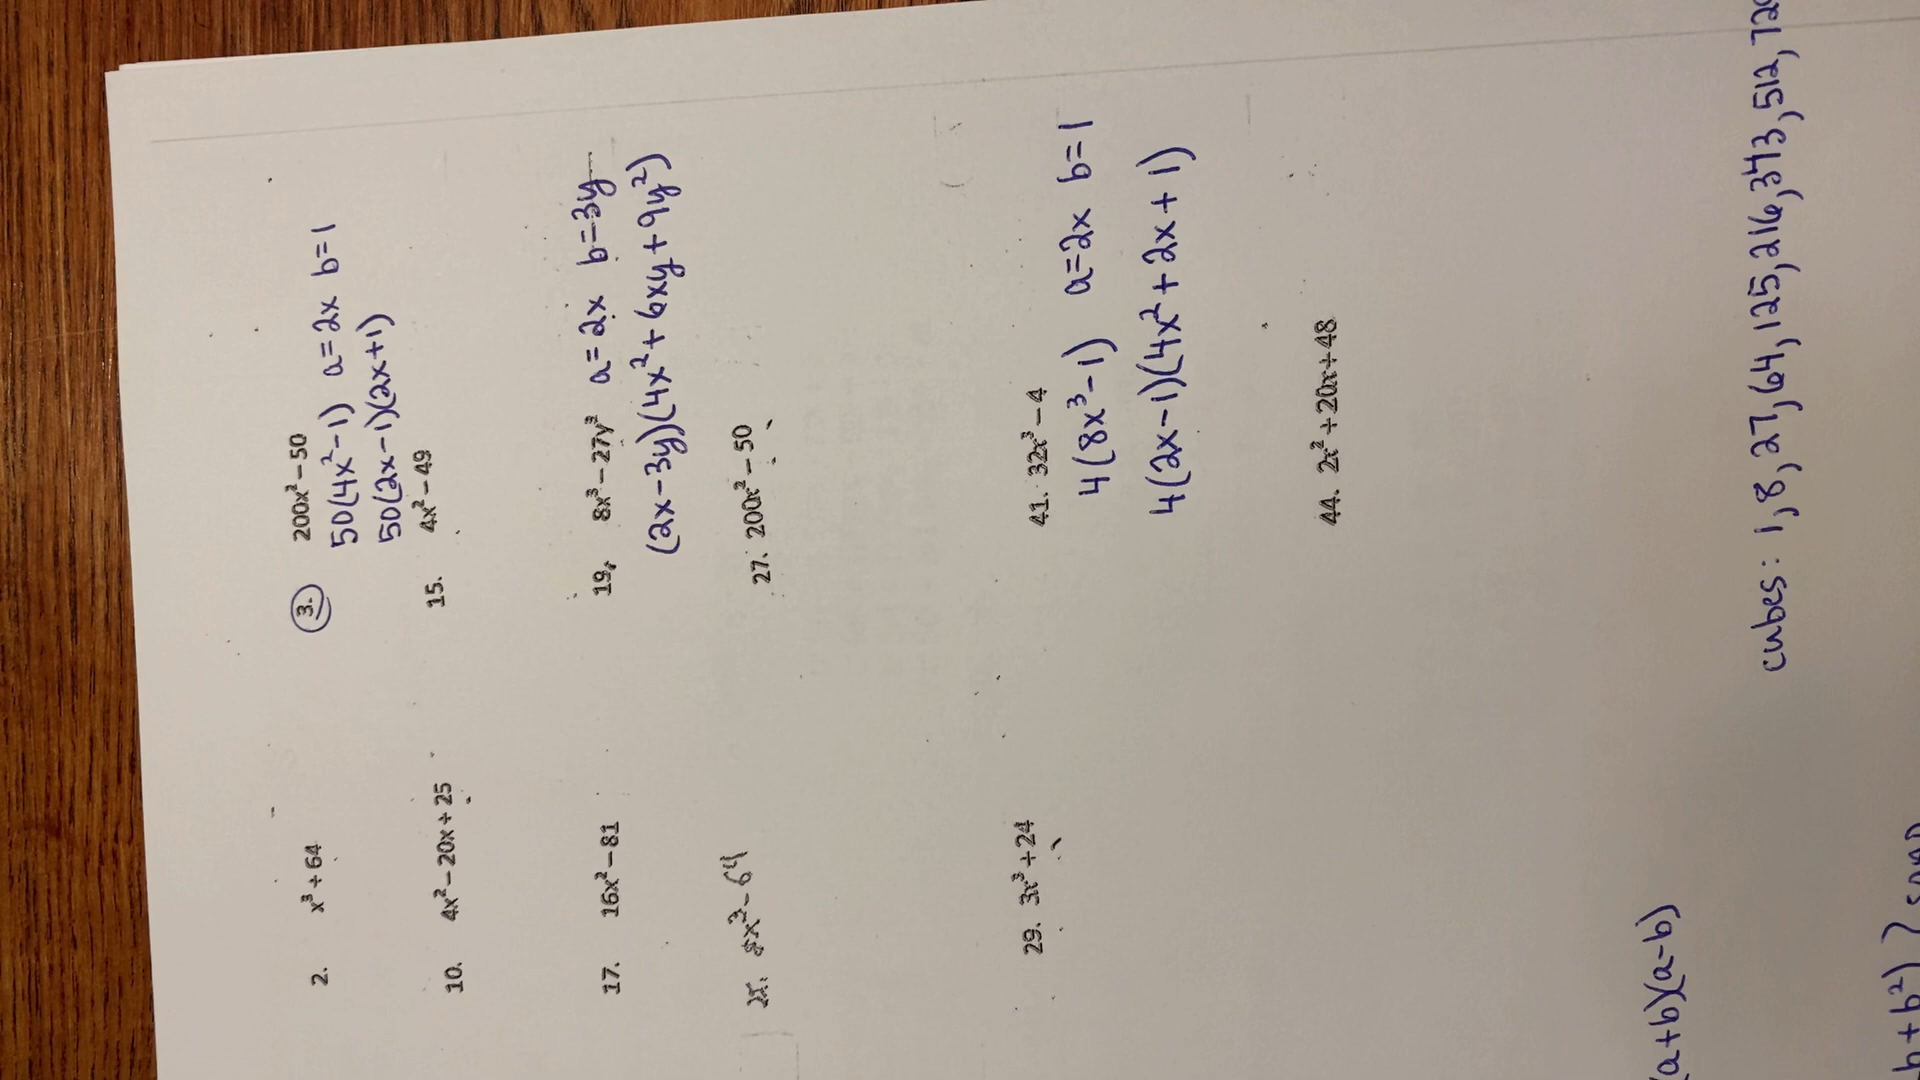 2. x³ + 64
3. 200x² − 50
50(4x² − 1) a = 2x b = 1
50(2x − 1)(2x + 1)
10. 4x² − 20x + 25
15. 4x² − 49
17. 16x² − 81
19. 8x³ − 27y³ a = 2x b = 3y
(2x − 3y)(4x² + 6xy + 9y²)
x³ − 64
27. 200x² − 50
29. 3x³ + 24
41. 32x³ − 4
4(8x³ − 1) a = 2x b = 1
4(2x − 1)(4x² + 2x + 1)
44. 2x² + 20x + 48
(a + b)(a − b)
cubes: 1, 8, 27, 64, 125, 216, 343, 512, 72
b + b²)